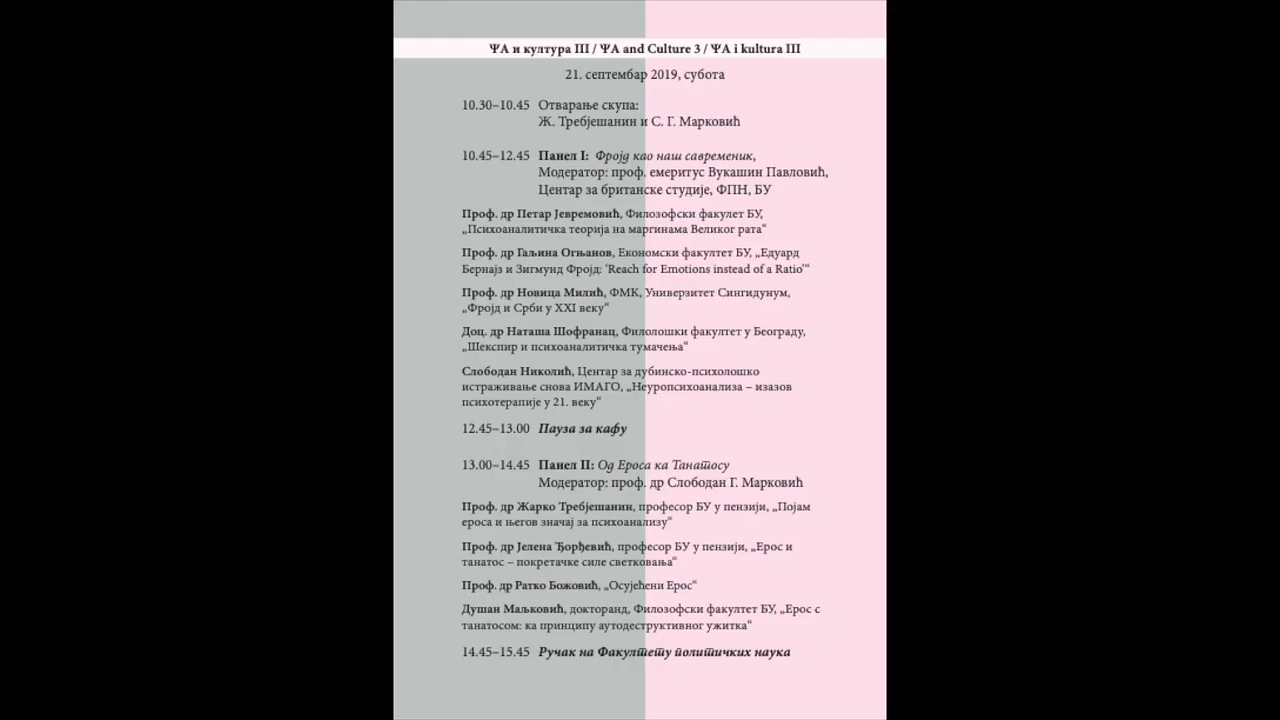 ΨА и култура III / ΨA and Culture 3 / ΨA i kultura III
21. септембар 2019, субота
10.30–10.45 Отварање скупа:
Ж. Требјешанин и С. Г. Марковић
10.45–12.45 Панел I: Фројд као наш савременик,
Модератор: проф. емеритус Вукашин Павловић,
Центар за британске студије, ФПН, БУ
Проф. др Петар Јевремовић, Филозофски факулет БУ,
„Психоаналитичка теорија на маргинама Великог рата“
Проф. др Гаљина Огњанов, Економски факултет БУ, „Едуард
Бернајз и Зигмунд Фројд: ‘Reach for Emotions instead of a Ratio’“
Проф. др Новица Милић, ФМК, Универзитет Сингидунум,
„Фројд и Срби у XXI веку“
Доц. др Наташа Шофранац, Филолошки факултет у Београду,
„Шекспир и психоаналитичка тумачења“
Слободан Николић, Центар за дубинско-психолошко
истраживање снова ИМАГО, „Неуропсихоанализа – изазов
психотерапије у 21. веку“
12.45–13.00 Пауза за кафу
13.00–14.45 Панел II: Од Ероса ка Танатосу
Модератор: проф. др Слободан Г. Марковић
Проф. др Жарко Требјешанин, професор БУ у пензији, „Појам
ероса и његов значај за психоанализу“
Проф. др Јелена Ђорђевић, професор БУ у пензији, „Ерос и
танатос – покретачке силе светковања“
Проф. др Ратко Божовић, „Осујећени Ерос“
Душан Маљковић, докторанд, Филозофски факултет БУ, „Ерос с
танатосом: ка принципу аутодеструктивног ужитка“
14.45–15.45 Ручак на Факултету политичких наука